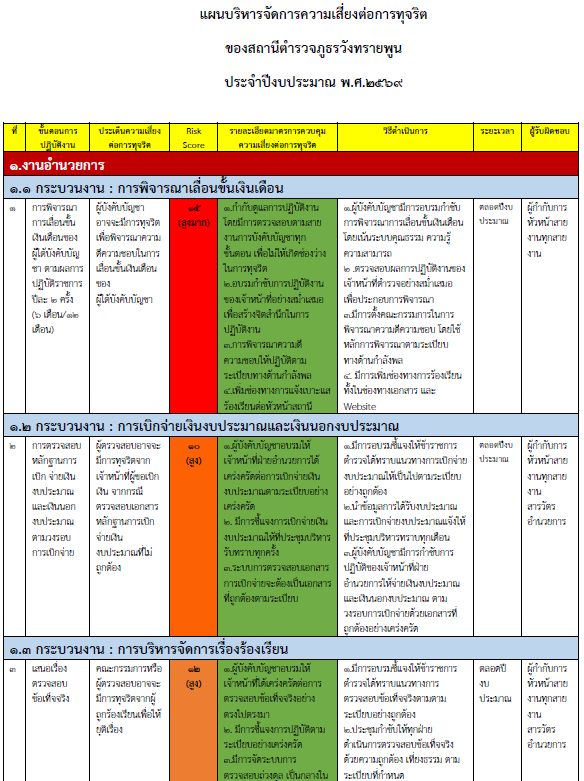 แผนบริหารจัดการความเสี่ยงต่อการทุจริต
ของสถานีตำรวจภูธรวังทรายพูน
ประจำปีงบประมาณ พ.ศ.๒๕๖๙
ที่
ขั้นตอนการ
ปฏิบัติงาน
ประเด็นความเสี่ยง
ต่อการทุจริต
Risk
Score
รายละเอียดมาตรการควบคุม
ความเสี่ยงต่อการทุจริต
วิธีดำเนินการ
ระยะเวลา
ผู้รับผิดชอบ
๑.งานอำนวยการ
๑.๑ กระบวนงาน : การพิจารณาเลื่อนขั้นเงินเดือน
๑
การพิจารณา
การเลื่อนขั้น
เงินเดือนของ
ผู้ใต้บังคับบัญ
ชา ตามผลการ
ปฏิบัติราชการ
ปีละ ๒ ครั้ง
(๖ เดือน/๑๒
เดือน)
ผู้บังคับบัญชา
อาจจะมีการทุจริต
เพื่อพิจารณาความ
ดีความชอบในการ
เลื่อนขั้นเงินเดือน
ของ
ผู้ใต้บังคับบัญชา
๑๕
(สูงมาก)
๑.กำกับดูแลการปฏิบัติงาน
โดยมีการตรวจสอบตามสาย
งานการบังคับบัญชาทุก
ขั้นตอน เพื่อไม่ให้เกิดช่องว่าง
ในการทุจริต
๒.อบรมกำชับการปฏิบัติงาน
ของเจ้าหน้าที่อย่างสม่ำเสมอ
เพื่อสร้างจิตสำนึกในการ
ปฏิบัติงาน
๓.การพิจารณาความดี
ความชอบให้ปฏิบัติตาม
ระเบียบทางด้านกำลังพล
๔.เพิ่มช่องทางการแจ้งเบาะแส
ร้องเรียนต่อหัวหน้าสถานี
๑.ผู้บังคับบัญชามีการอบรมกำชับ
การพิจารณาการเลื่อนขั้นเงินเดือน
โดยเน้นระบบคุณธรรม ความรู้
ความสามารถ
๒ .ตรวจสอบผลการปฏิบัติงานของ
เจ้าหน้าที่ตำรวจอย่างสม่ำเสมอ
เพื่อประกอบการพิจารณา
๓.มีการตั้งคณะกรรมการในการ
พิจารณาความดีความชอบ โดยใช้
หลักการพิจารณาตามระเบียบ
ทางด้านกำลังพล
๔. มีการเพิ่มช่องทางการร้องเรียน
ทั้งในช่องทางเอกสาร และ
Website
ตลอดปีงบ
ประมาณ
ผู้กำกับการ
หัวหน้าสาย
งานทุกสาย
งาน
๑.๒ กระบวนงาน : การเบิกจ่ายเงินงบประมาณและเงินนอกงบประมาณ
๒
การตรวจสอบ
หลักฐานการ
เบิก จ่ายเงิน
งบประมาณ
และเงินนอก
งบประมาณ
ตามวงรอบ
การเบิกจ่าย
ผู้ตรวจสอบอาจจะ
มีการทุจริตจาก
เจ้าหน้าที่ผู้ขอเบิก
เงิน จากกรณี
ตรวจสอบเอกสาร
หลักฐานการเบิก
จ่ายเงิน
งบประมาณที่ไม่
ถูกต้อง
๑๐
(สูง)
๑.ผู้บังคับบัญชาอบรมให้
เจ้าหน้าที่ฝ่ายอำนวยการได้
เคร่งครัดต่อการเบิกจ่ายเงิน
งบประมาณตามระเบียบอย่าง
เคร่งครัด
๒. มีการชี้แจงการเบิกจ่ายเงิน
งบประมาณให้ที่ประชุมบริหาร
รับทราบทุกครั้ง
๓.ระบบการตรวจสอบเอกสาร
การเบิกจ่ายจะต้องเป็นเอกสาร
ที่ถูกต้องตามระเบียบ
๑.มีการอบรมชี้แจงให้ข้าราชการ
ตำรวจได้ทราบแนวทางการเบิกจ่าย
งบประมาณให้เป็นไปตามระเบียบ
อย่างถูกต้อง
๒.นำข้อมูลการได้รับงบประมาณ
และการเบิกจ่ายงบประมาณแจ้งให้
ที่ประชุมบริหารทราบทุกเดือน
๓.ผู้บังคับบัญชามีการกำชับการ
ปฏิบัติของเจ้าหน้าที่ฝ่าย
อำนวยการให้จ่ายเงินงบประมาณ
และเงินนอกงบประมาณ ตาม
วงรอบการเบิกจ่ายด้วยเอกสารที่
ถูกต้องอย่างเคร่งครัด
ตลอดปีงบ
ประมาณ
ผู้กำกับการ
หัวหน้าสาย
งานทุกสาย
งาน
สารวัตร
อำนวยการ
๑.๓ กระบวนงาน : การบริหารจัดการเรื่องร้องเรียน
๓
เสนอเรื่อง
ตรวจสอบ
ข้อเท็จจริง
คณะกรรมการหรือ
ผู้ตรวจสอบอาจจะ
มีการทุจริตจากผู้
ถูกร้องเรียนเพื่อให้
ยุติเรื่อง
๑๒
(สูง)
๑.ผู้บังคับบัญชาอบรมให้
เจ้าหน้าที่ได้เคร่งครัดต่อการ
ตรวจสอบข้อเท็จจริงอย่าง
ตรงไปตรงมา
๒. มีการชี้แจงการปฏิบัติตาม
ระเบียบอย่างเคร่งครัด
๓.มีการจัดระบบการ
ตรวจสอบถ่วงดุล เป็นกลางใน
๑.มีการอบรมชี้แจงให้ข้าราชการ
ตำรวจได้ทราบแนวทางการ
ตรวจสอบข้อเท็จจริงตามตาม
ระเบียบอย่างถูกต้อง
๒.ประชุมกำชับให้ทุกฝ่าย
ดำเนินการตรวจสอบข้อเท็จจริง
ด้วยความถูกต้อง เที่ยงธรรม ตาม
ระเบียบที่กำหนด
ตลอดปี
งบ
ประมาณ
ผู้กำกับการ
หัวหน้าสาย
งานทุกสาย
งาน
สารวัตร
อำนวยการ